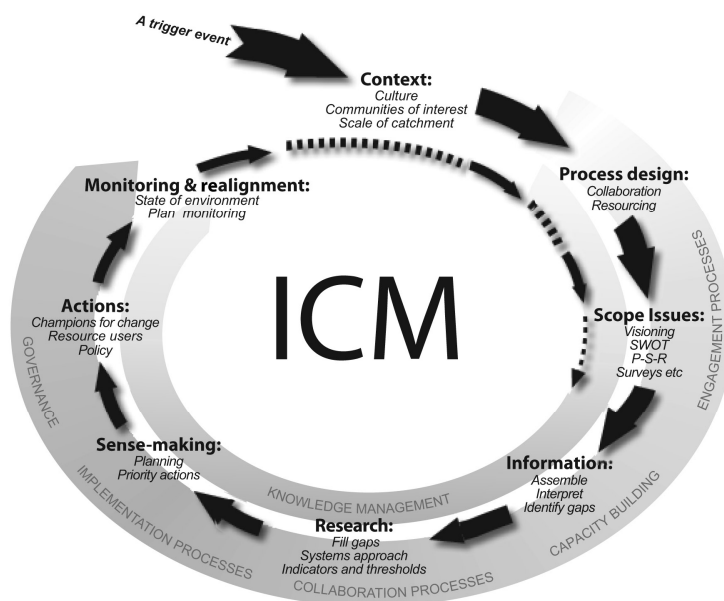 A trigger event
Context:
Culture
Communities of interest
Scale of catchment
Process design:
Collaboration
Resourcing
Scope Issues:
Visioning
SWOT
P-S-R
Surveys etc
Information:
Assemble
Interpret
Identify gaps
Research:
Fill gaps
Systems approach
Indicators and thresholds
Sense-making:
Planning
Priority actions
Actions:
Champions for change
Resource users
Policy
Monitoring & realignment:
State of environment
Plan monitoring
ICM
KNOWLEDGE MANAGEMENT
GOVERNANCE
IMPLEMENTATION PROCESSES
COLLABORATION PROCESSES
CAPACITY BUILDING
ENGAGEMENT PROCESSES